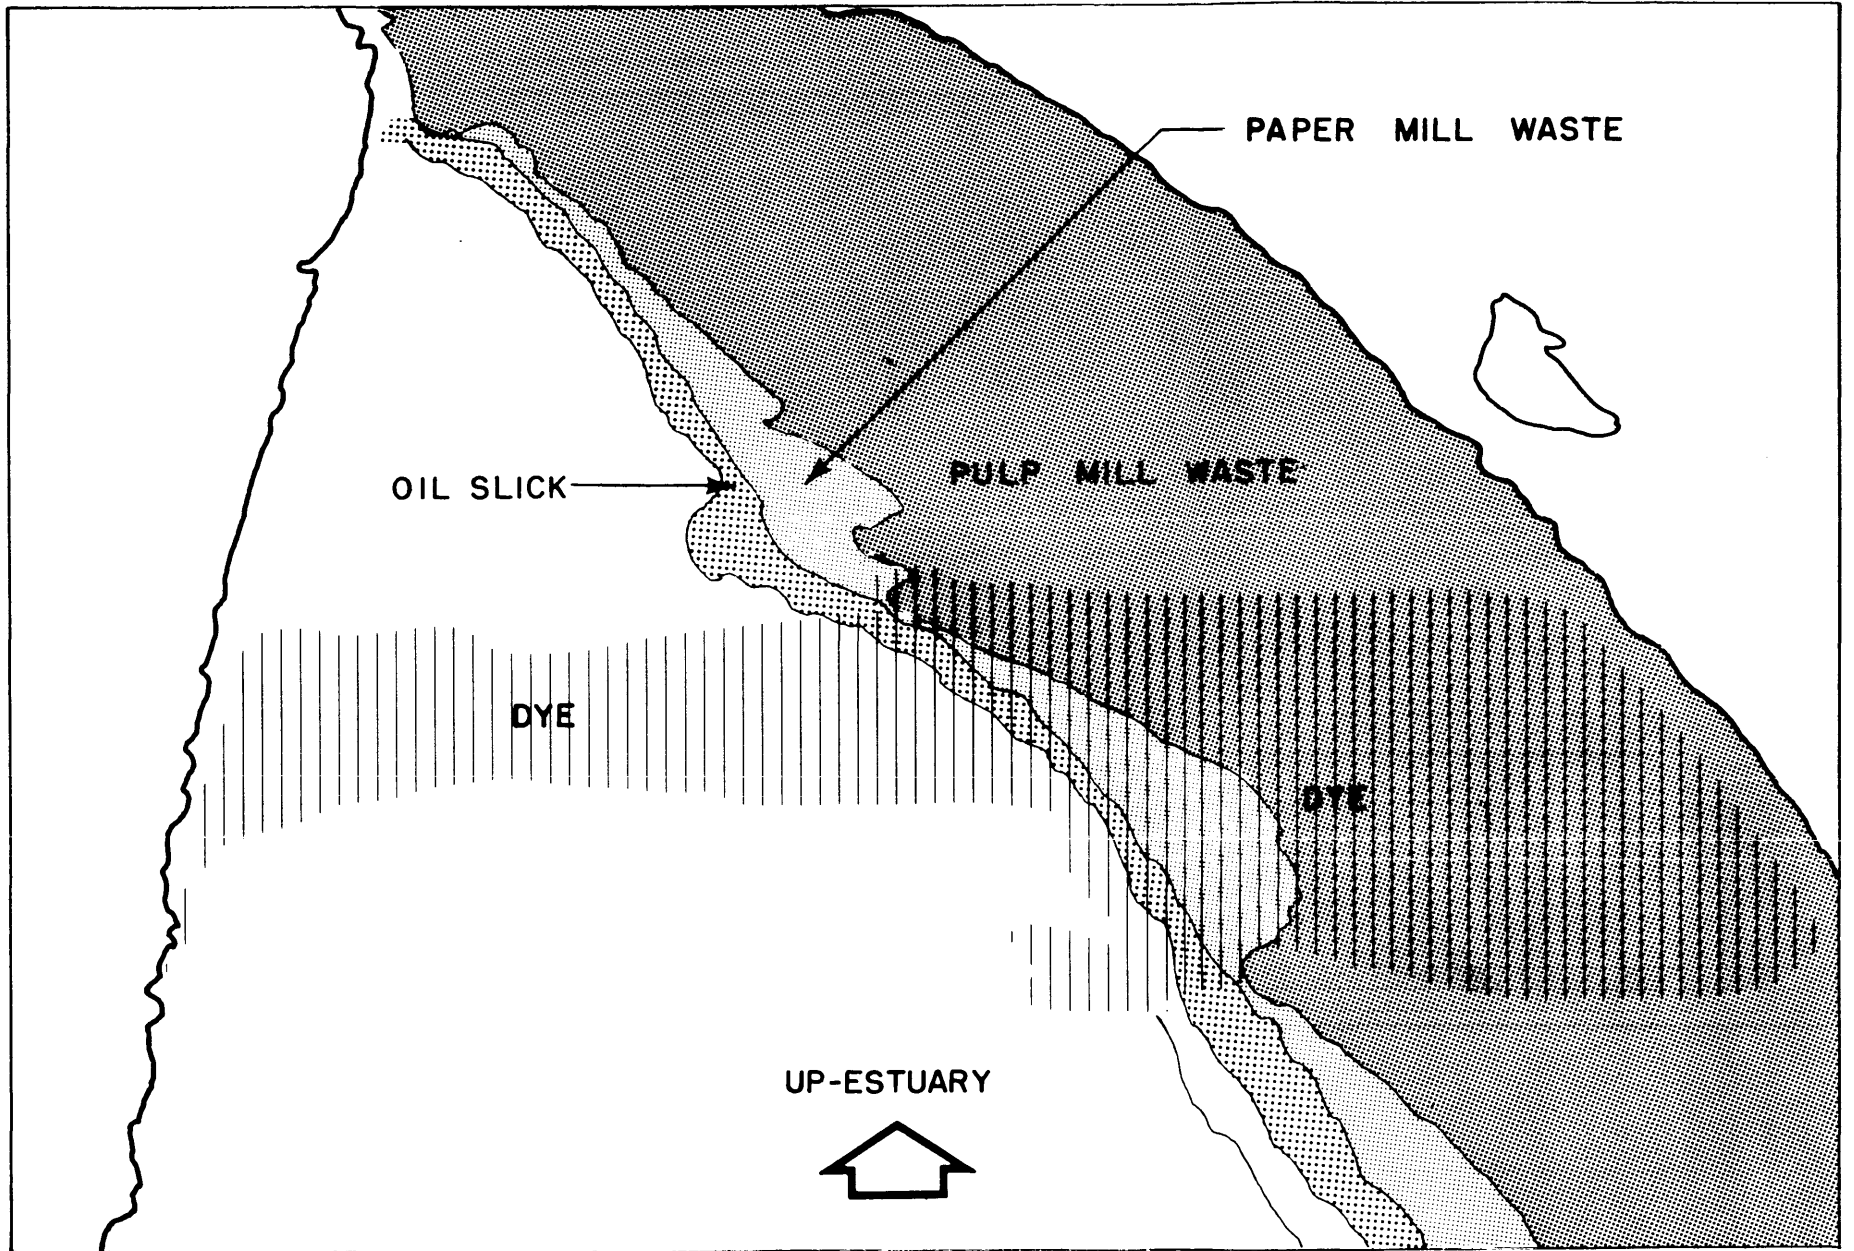 PAPER MILL WASTE
PULP MILL WASTE
OIL SLICK
DYE
DYE
UP-ESTUARY